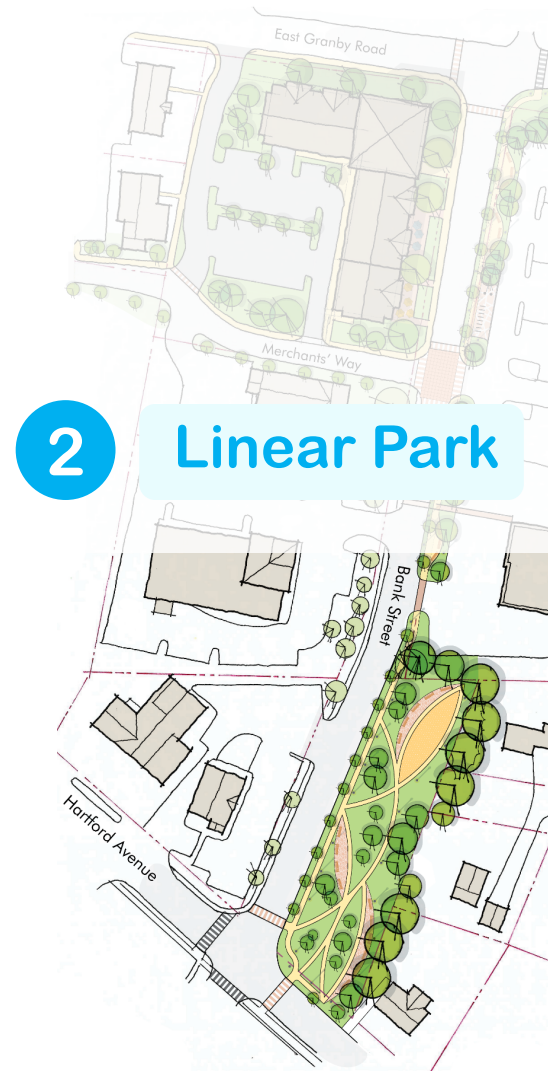 East Granby Road
Merchants' Way
2
Linear Park
Bank Street
Hartford Avenue